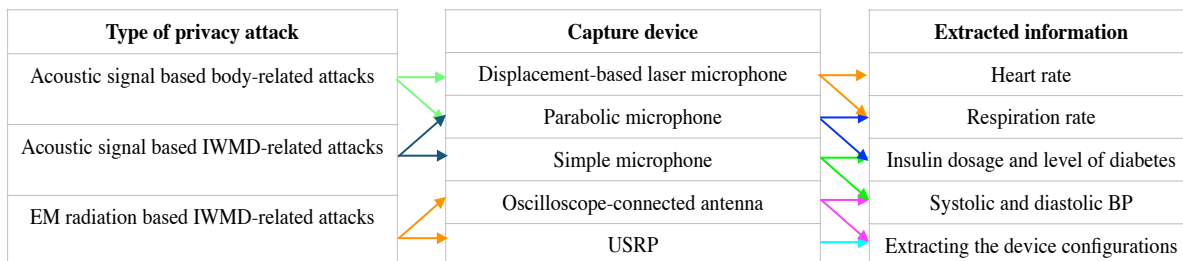 Type of privacy attack
Capture device
Extracted information
Acoustic signal based body-related attacks
Displacement-based laser microphone
Heart rate
Parabolic microphone
Respiration rate
Acoustic signal based IWMD-related attacks
Simple microphone
Insulin dosage and level of diabetes
EM radiation based IWMD-related attacks
Oscilloscope-connected antenna
Systolic and diastolic BP
USRP
Extracting the device configurations